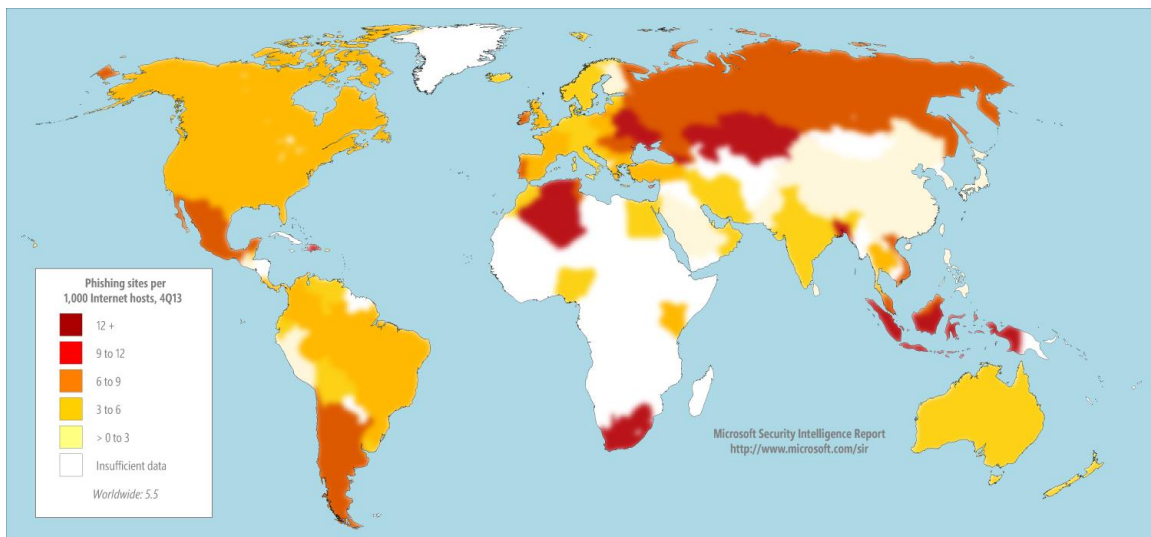 Phishing sites per
1,000 Internet hosts, 4Q13
12 +
9 to 12
6 to 9
3 to 6
> 0 to 3
Insufficient data
Worldwide: 5.5
Microsoft Security Intelligence Report
http://www.microsoft.com/sir